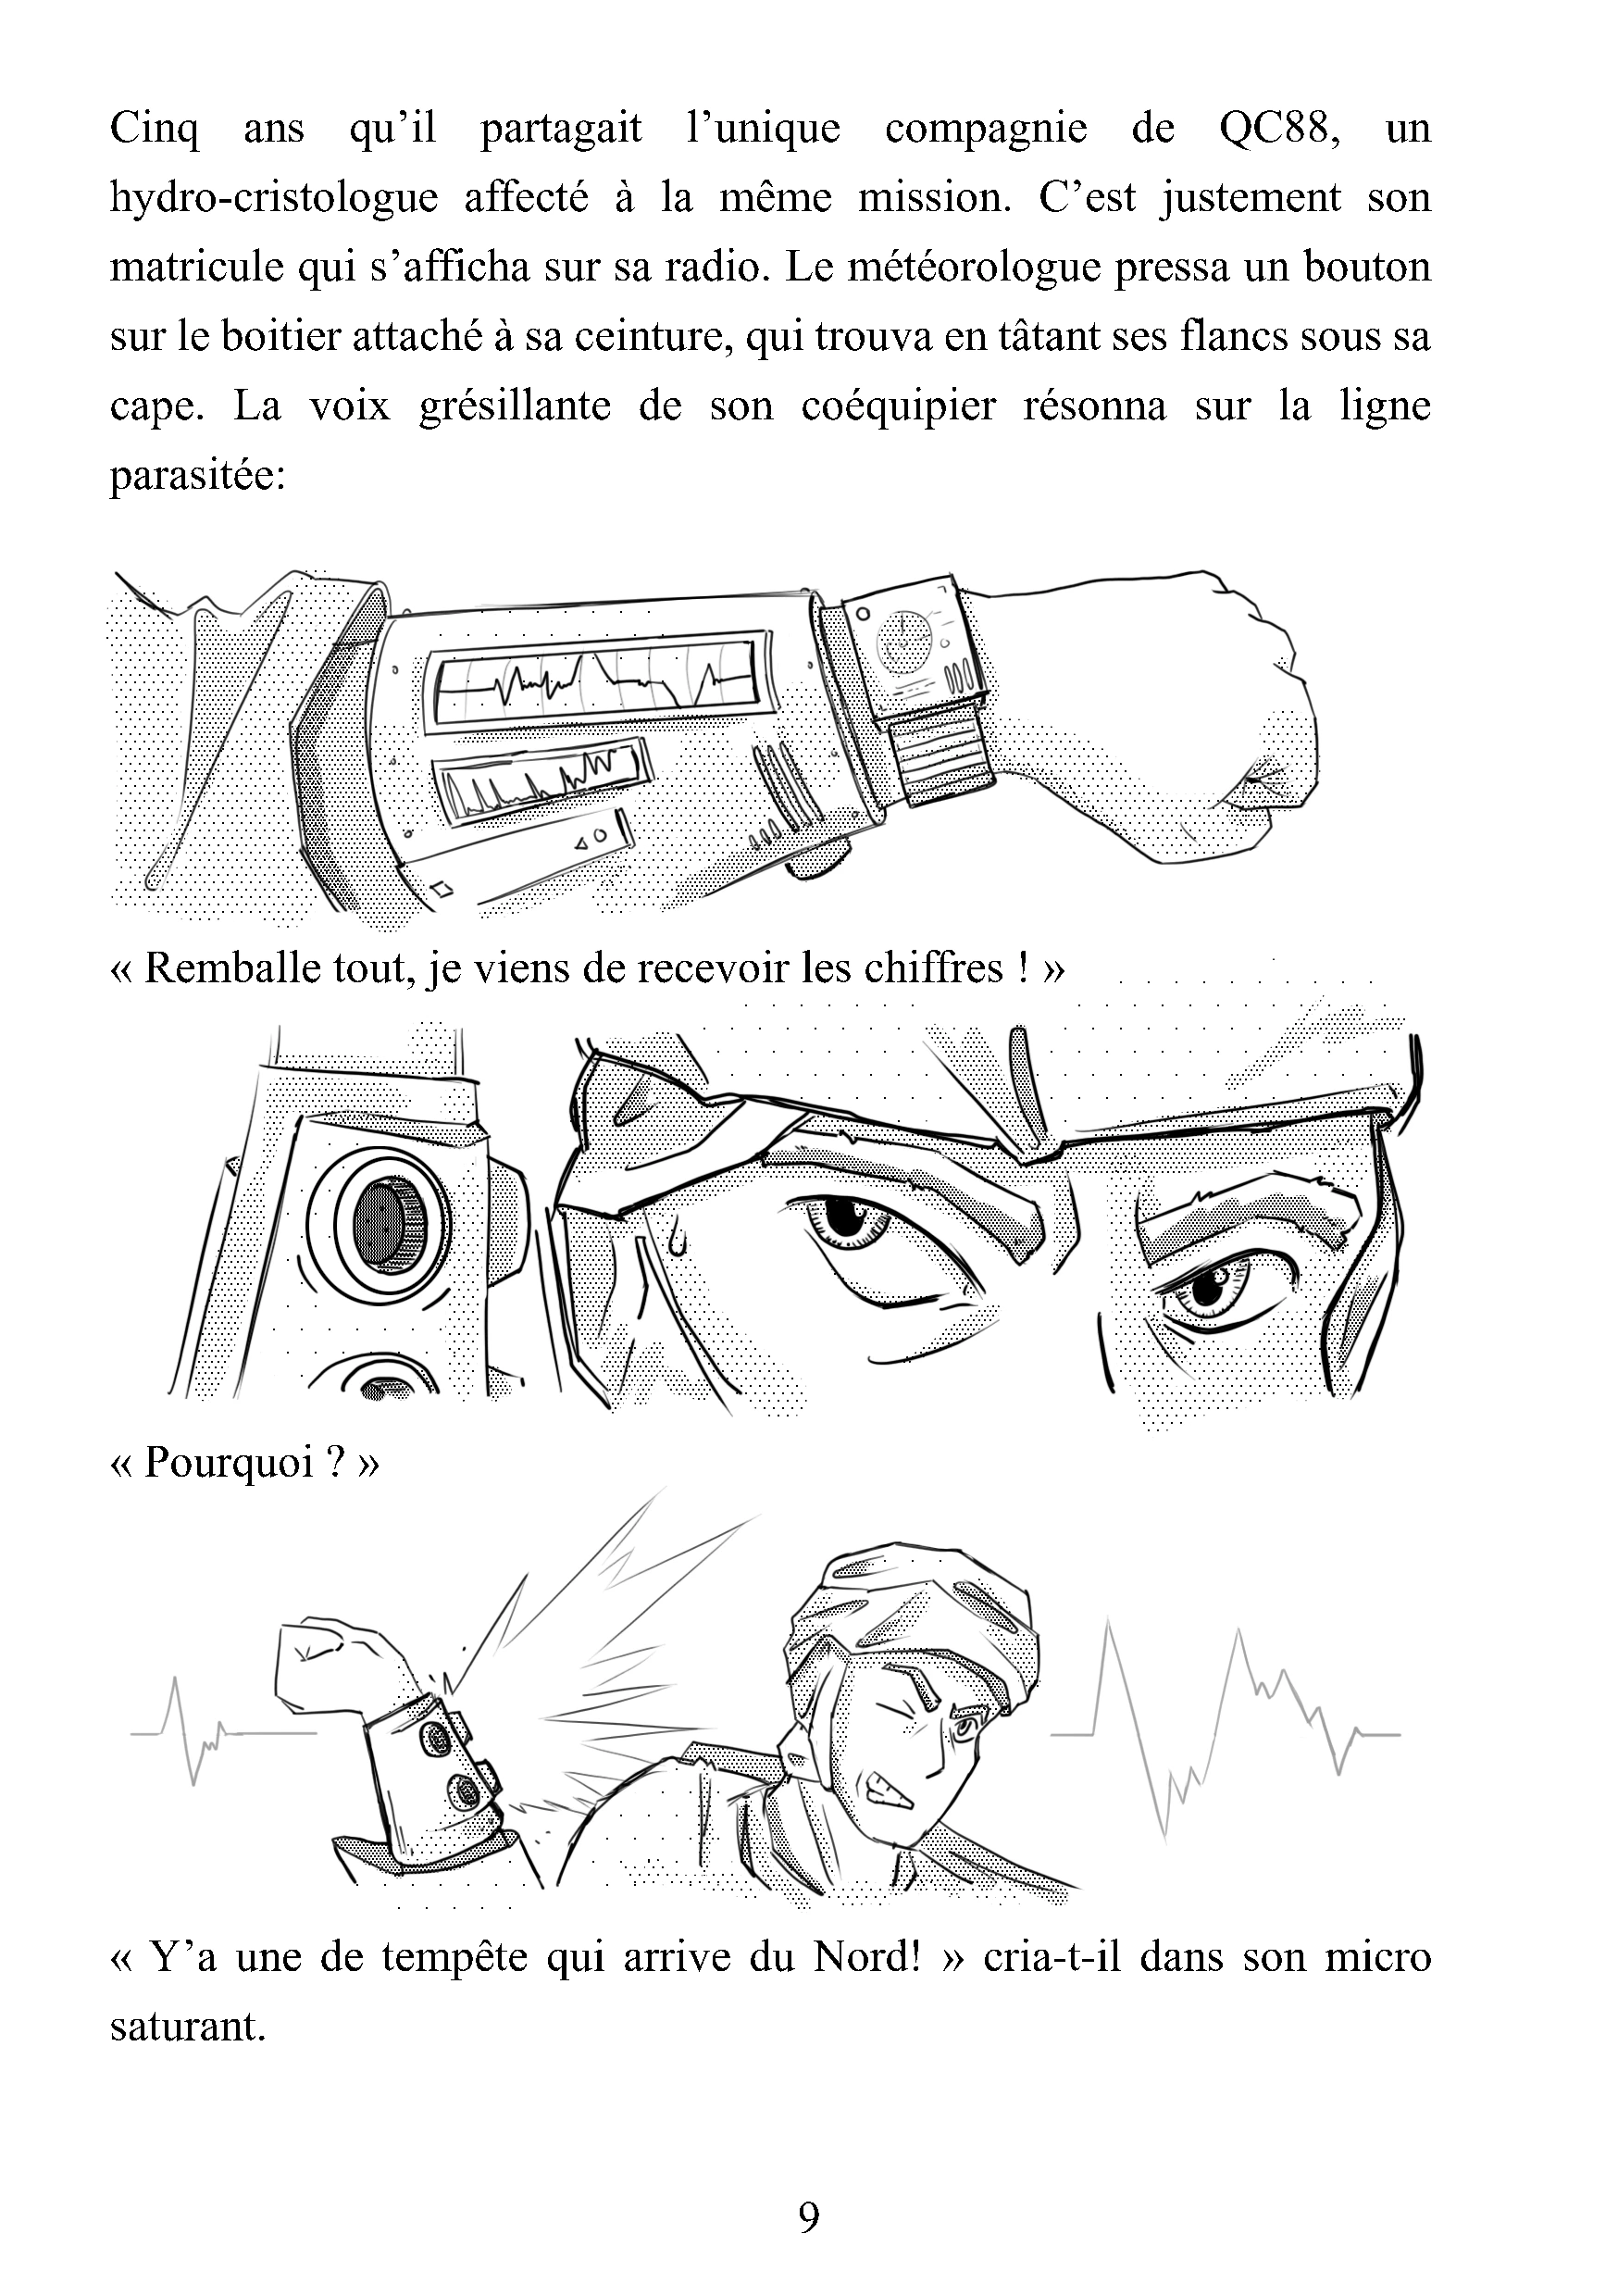 Cinq ans qu’il partagait l’unique compagnie de QC88, un
hydro-cristologue affecté à la même mission. C’est justement son
matricule qui s’afficha sur sa radio. Le météorologue pressa un bouton
sur le boitier attaché à sa ceinture, qui trouva en tâtant ses flancs sous sa
cape. La voix grésillante de son coéquipier résonna sur la ligne
parasitée:
« Remballe tout, je viens de recevoir les chiffres ! »
« Pourquoi ? »
« Y’a une de tempête qui arrive du Nord! » cria-t-il dans son micro
saturant.
9